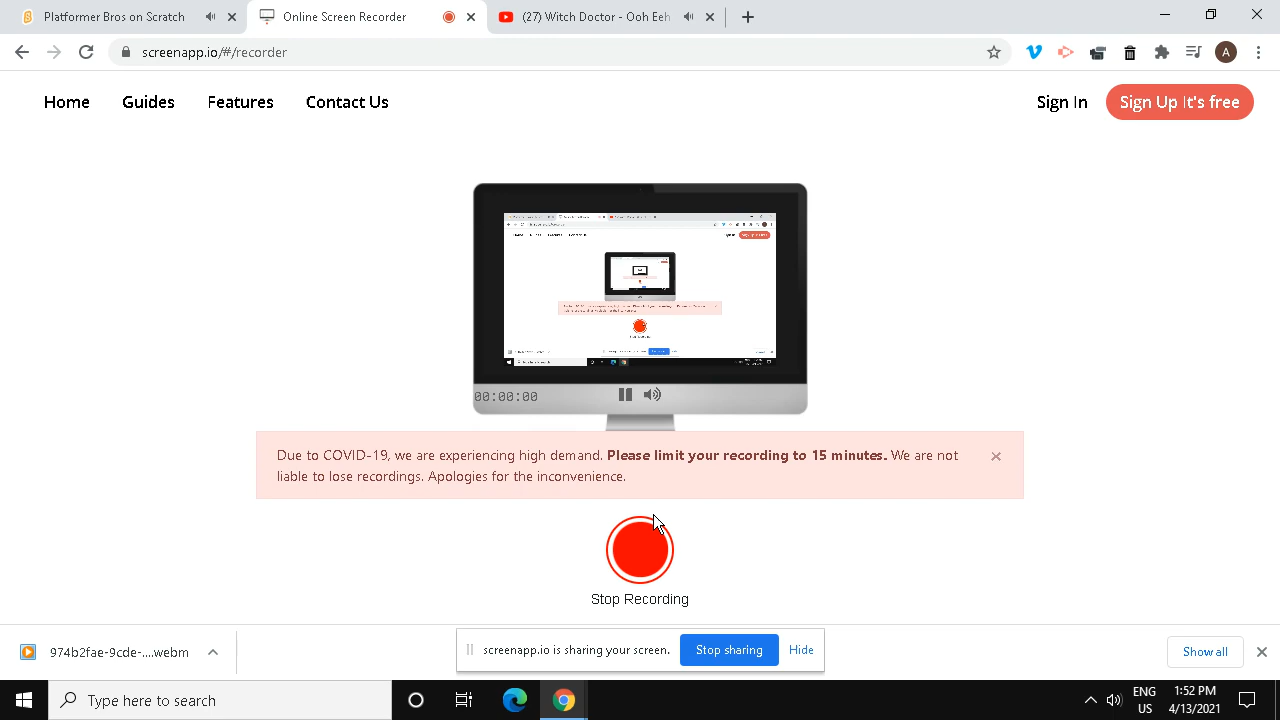 Platformer Bros on Scratch
Online Screen Recorder
(27) Witch Doctor - Ooh Eeh
screenapp.io/#/recorder
A
Home
Guides
Features
Contact Us
Sign In
Sign Up It's free
00:00:00
Due to COVID-19, we are experiencing high demand. Please limit your recording to 15 minutes. We are not
liable to lose recordings. Apologies for the inconvenience.
Stop Recording
974b2fae-9cde-....webm
screenapp.io is sharing your screen.
Stop sharing
Hide
Show all
Type here to search
ENG
US
1:52 PM
4/13/2021